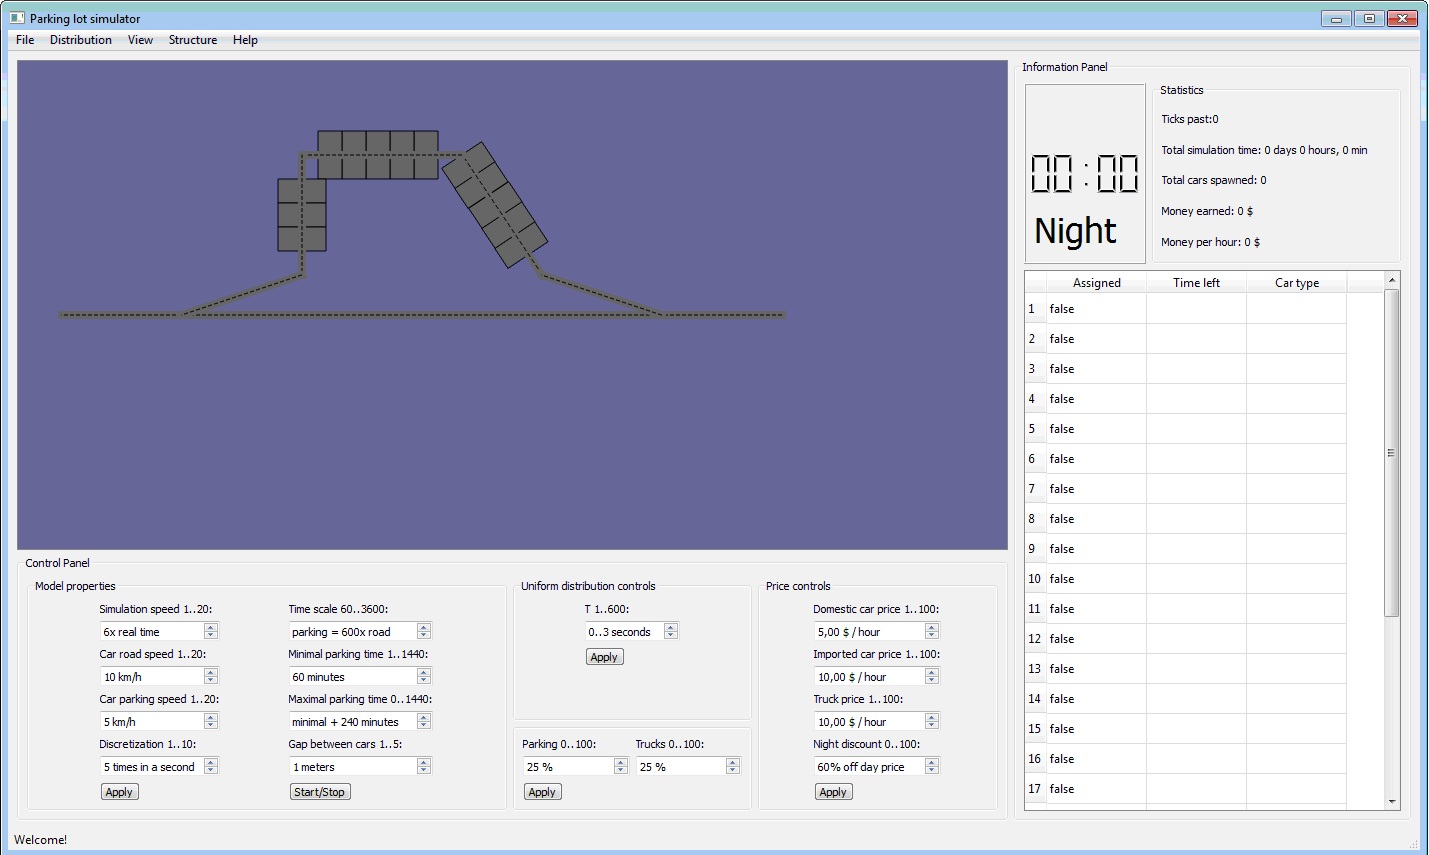 Parking lot simulator
File Distribution View Structure Help
Information Panel
00:00
Night
Statistics
Ticks past:0
Total simulation time: 0 days 0 hours, 0 min
Total cars spawned: 0
Money earned: 0 $
Money per hour: 0 $
Assigned Time left Car type
1 false
2 false
3 false
4 false
5 false
6 false
7 false
8 false
9 false
10 false
11 false
12 false
13 false
14 false
15 false
16 false
17 false
Control Panel
Model properties
Simulation speed 1..20:
6x real time
Car road speed 1..20:
10 km/h
Car parking speed 1..20:
5 km/h
Discretization 1..10:
5 times in a second
Apply
Time scale 60..3600:
parking = 600x road
Minimal parking time 1..1440:
60 minutes
Maximal parking time 0..1440:
minimal + 240 minutes
Gap between cars 1..5:
1 meters
Start/Stop
Uniform distribution controls
T 1..600:
0..3 seconds
Apply
Parking 0..100: Trucks 0..100:
25 % 25 %
Apply
Price controls
Domestic car price 1..100:
5,00 $ / hour
Imported car price 1..100:
10,00 $ / hour
Truck price 1..100:
10,00 $ / hour
Night discount 0..100:
60% off day price
Apply
Welcome!